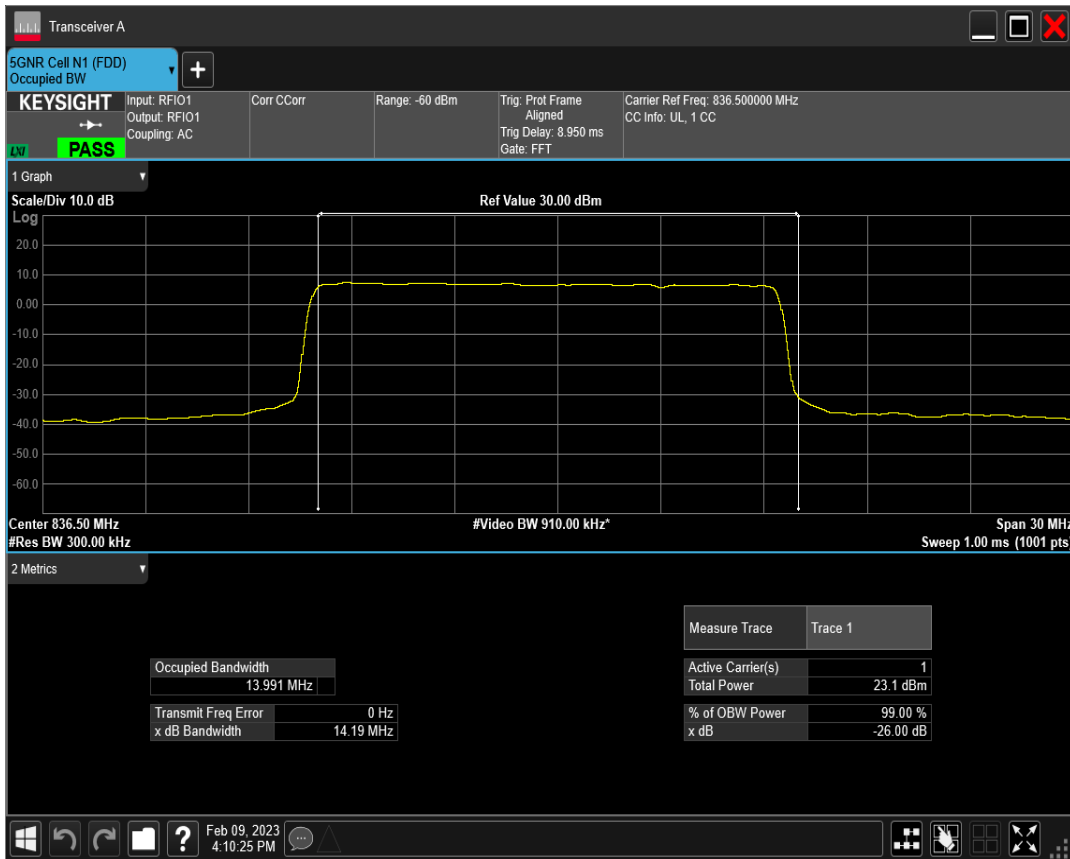 Transceiver A
5GNR Cell N1 (FDD)
Occupied BW
KEYSIGHT
LXI
PASS
Input: RFIO1
Output: RFIO1
Coupling: AC
Corr CCorr
Range: -60 dBm
Trig: Prot Frame
Aligned
Trig Delay: 8.950 ms
Gate: FFT
Carrier Ref Freq: 836.500000 MHz
CC Info: UL, 1 CC
1 Graph
Scale/Div 10.0 dB
Ref Value 30.00 dBm
Log
20.0
10.0
0.00
-10.0
-20.0
-30.0
-40.0
-50.0
-60.0
Center 836.50 MHz
#Video BW 910.00 kHz*
Span 30 MHz
#Res BW 300.00 kHz
Sweep 1.00 ms (1001 pts)
2 Metrics
Measure Trace Trace 1
Occupied Bandwidth
13.991 MHz
Active Carrier(s) 1
Total Power 23.1 dBm
Transmit Freq Error 0 Hz
x dB Bandwidth 14.19 MHz
% of OBW Power 99.00 %
x dB -26.00 dB
?
Feb 09, 2023
4:10:25 PM